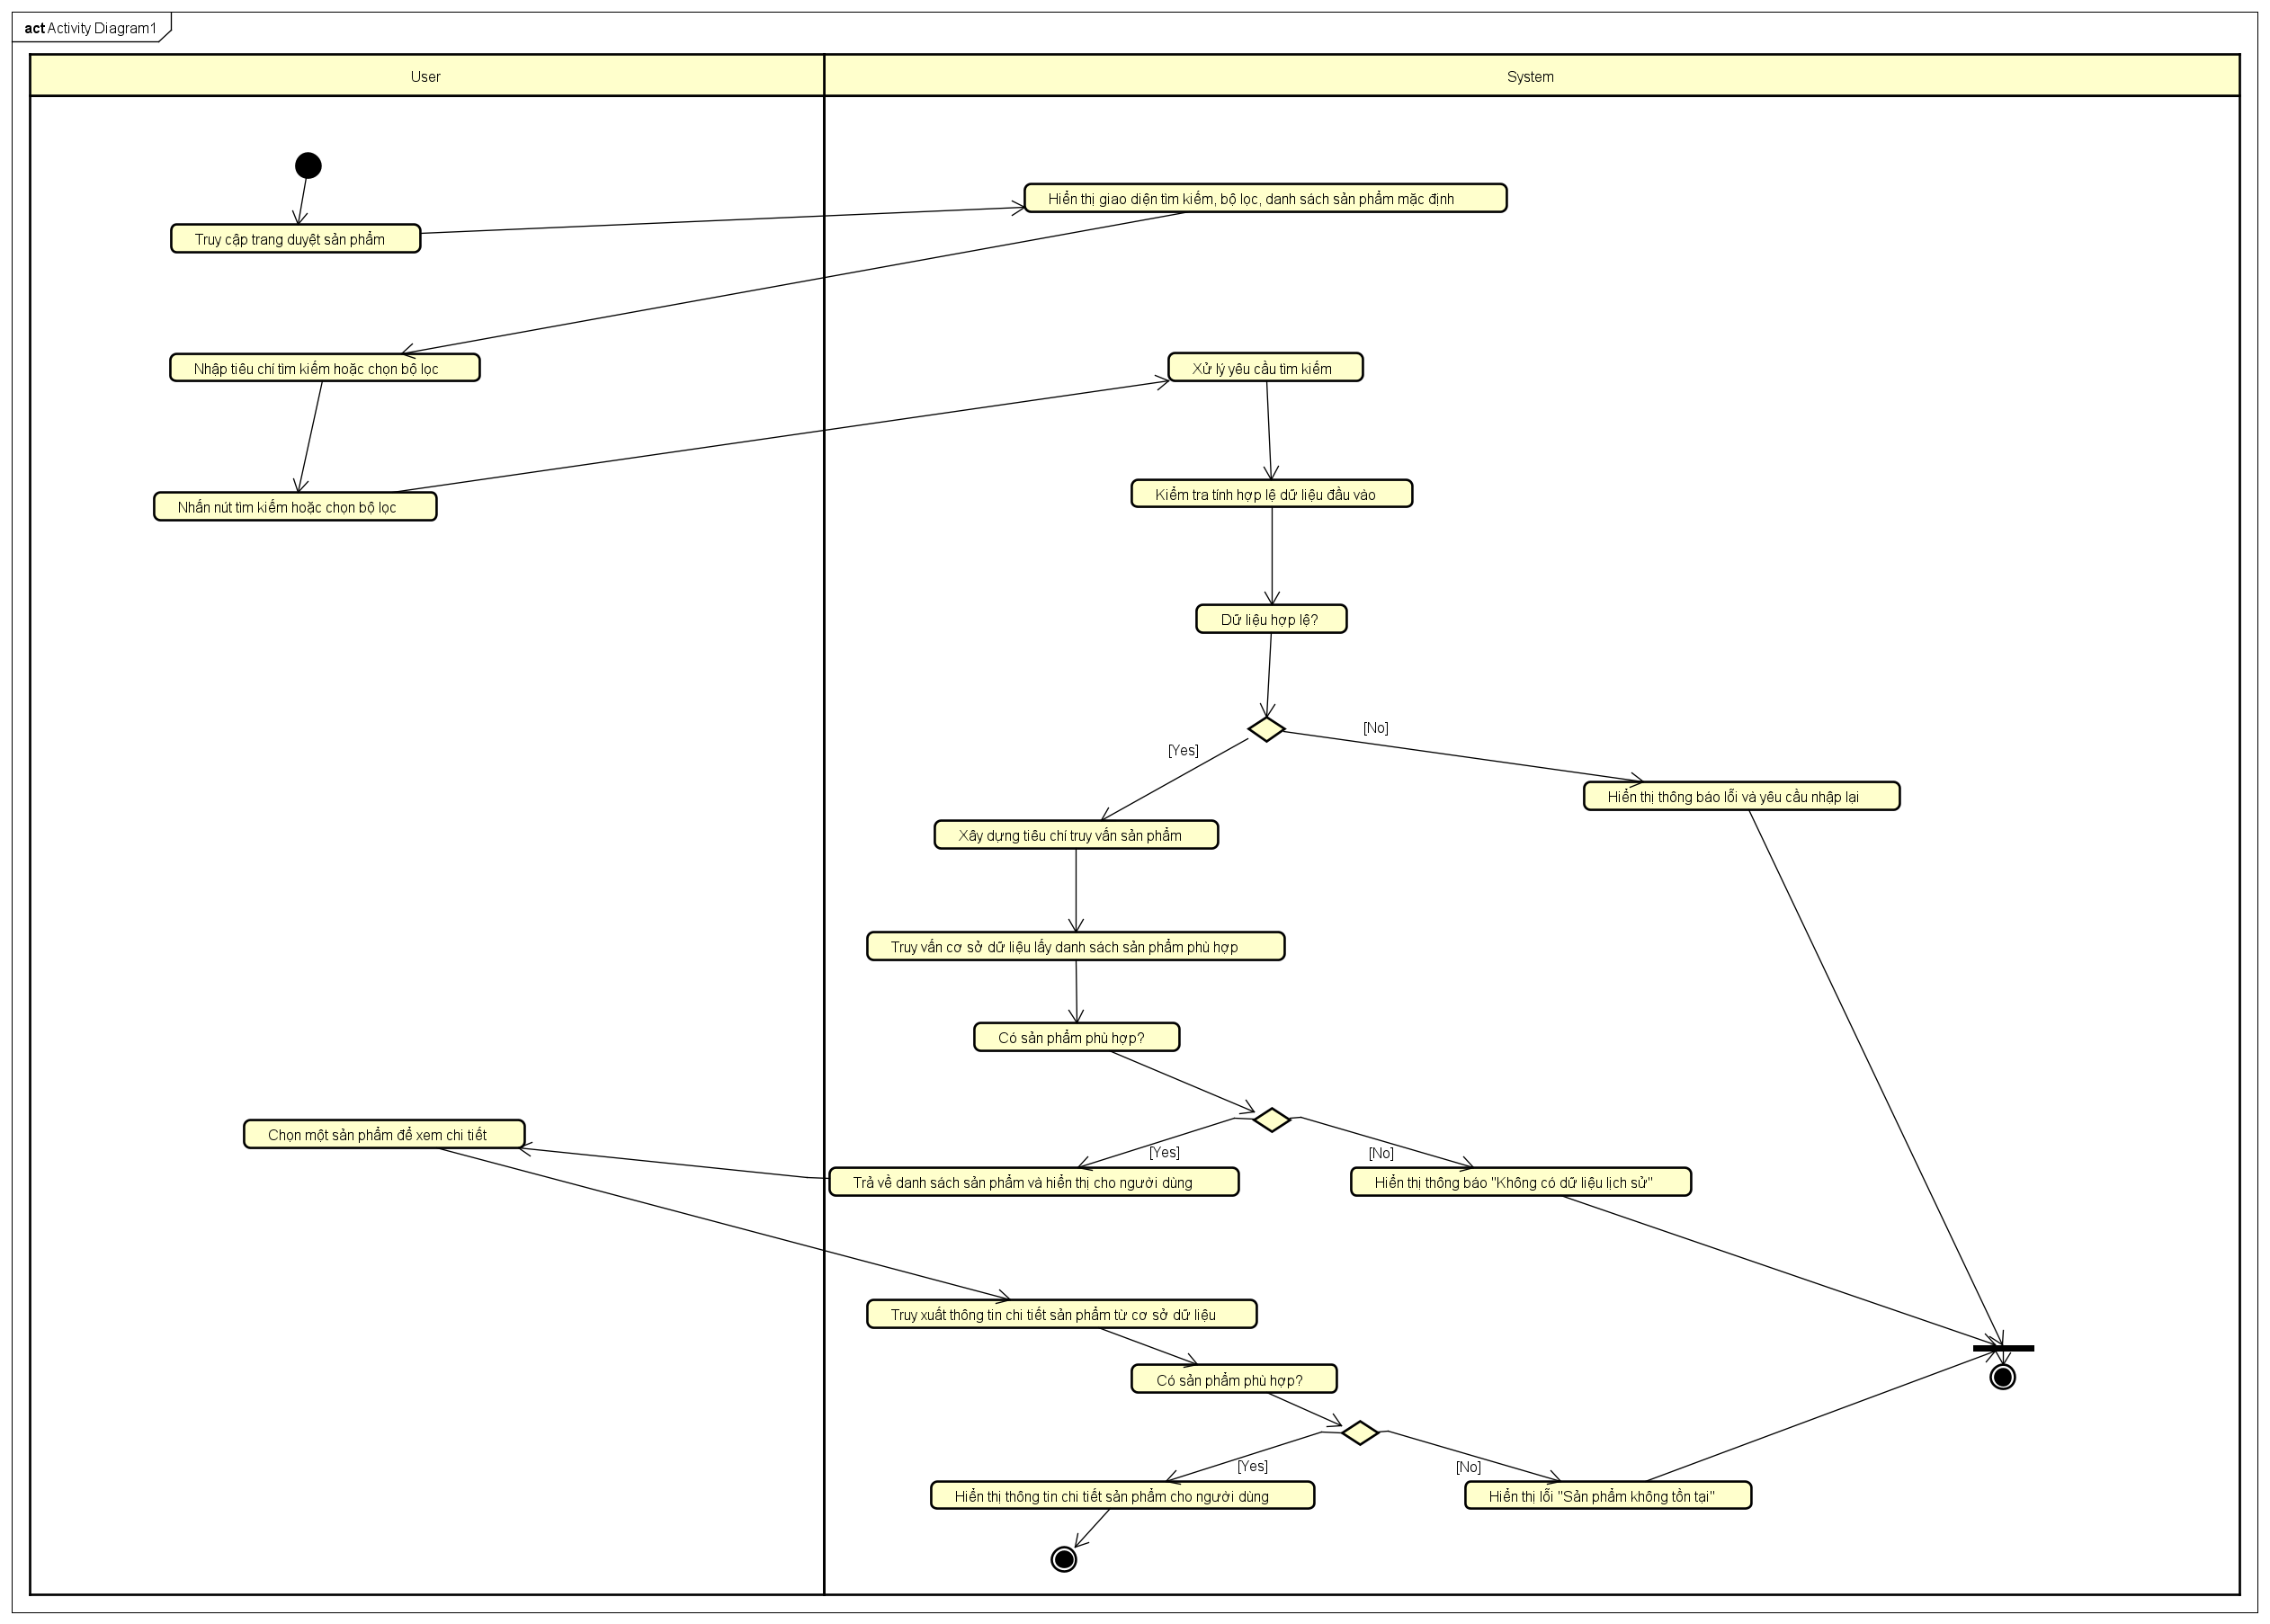 act Activity Diagram1
User
System
Hiển thị giao diện tìm kiếm, bộ lọc, danh sách sản phẩm mặc định
Truy cập trang duyệt sản phẩm
Nhập tiêu chí tìm kiếm hoặc chọn bộ lọc
Xử lý yêu cầu tìm kiếm
Kiểm tra tính hợp lệ dữ liệu đầu vào
Nhấn nút tìm kiếm hoặc chọn bộ lọc
Dữ liệu hợp lệ?
[No]
[Yes]
Hiển thị thông báo lỗi và yêu cầu nhập lại
Xây dựng tiêu chí truy vấn sản phẩm
Truy vấn cơ sở dữ liệu lấy danh sách sản phẩm phù hợp
Có sản phẩm phù hợp?
Chọn một sản phẩm để xem chi tiết
[Yes]
[No]
Trả về danh sách sản phẩm và hiển thị cho người dùng
Hiển thị thông báo "Không có dữ liệu lịch sử"
Truy xuất thông tin chi tiết sản phẩm từ cơ sở dữ liệu
Có sản phẩm phù hợp?
[Yes]
[No]
Hiển thị thông tin chi tiết sản phẩm cho người dùng
Hiển thị lỗi "Sản phẩm không tồn tại"